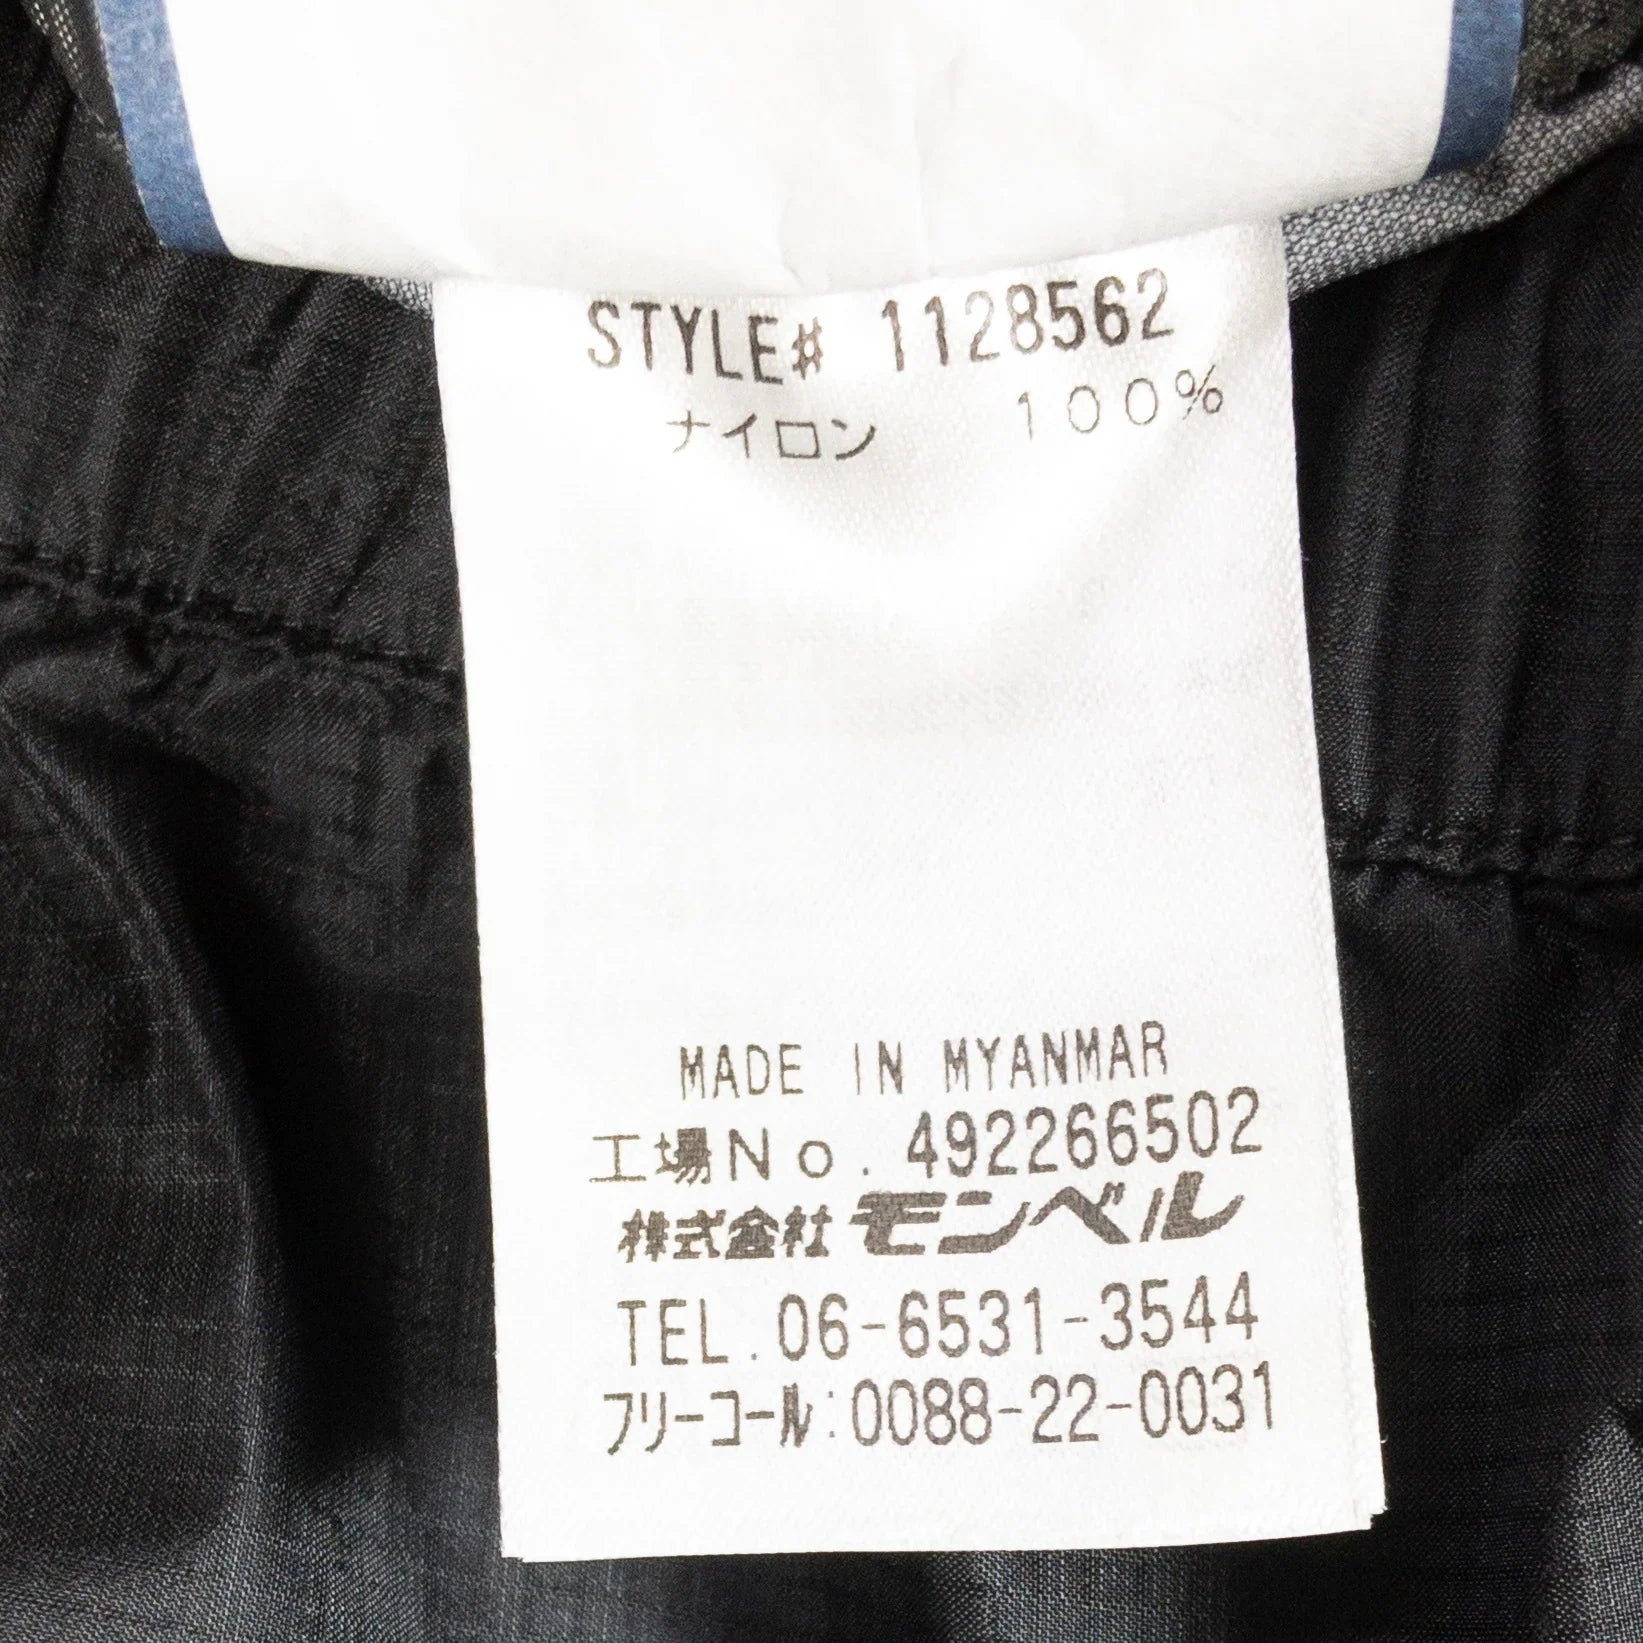 STYLE# 1128562
ナイロン 100%
MADE IN MYANMAR
工場No. 492266502
株式会社モンベル
TEL.06-6531-3544
フリーコール:0088-22-0031